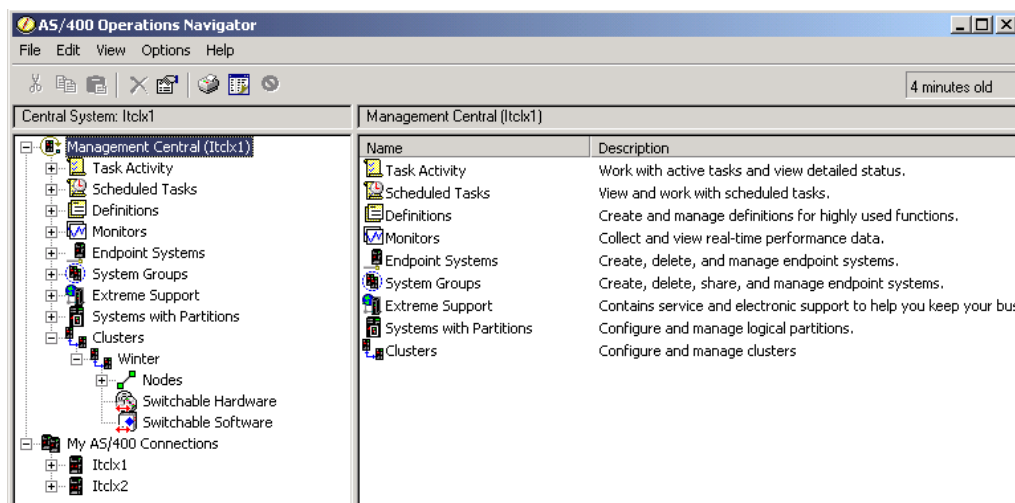 AS/400 Operations Navigator
File Edit View Options Help
4 minutes old
Central System: Itclx1
Management Central (Itclx1)
Task Activity
Scheduled Tasks
Definitions
Monitors
Endpoint Systems
System Groups
Extreme Support
Systems with Partitions
Clusters
Winter
Nodes
Switchable Hardware
Switchable Software
My AS/400 Connections
Itclx1
Itclx2
Management Central (Itclx1)
Name Description
Task Activity Work with active tasks and view detailed status.
Scheduled Tasks View and work with scheduled tasks.
Definitions Create and manage definitions for highly used functions.
Monitors Collect and view real-time performance data.
Endpoint Systems Create, delete, and manage endpoint systems.
System Groups Create, delete, share, and manage endpoint systems.
Extreme Support Contains service and electronic support to help you keep your bus
Systems with Partitions Configure and manage logical partitions.
Clusters Configure and manage clusters